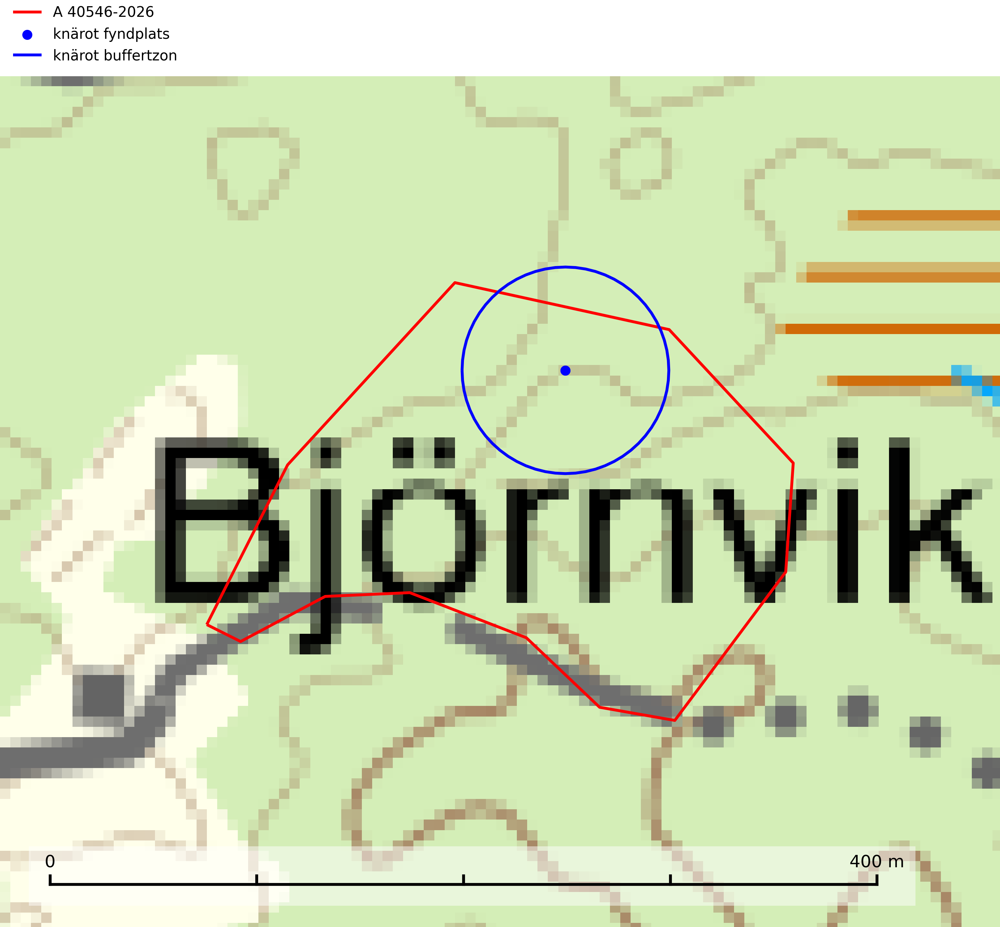 A 40546-2026
knärot fyndplats
knärot buffertzon
Björnvik
0 400 m